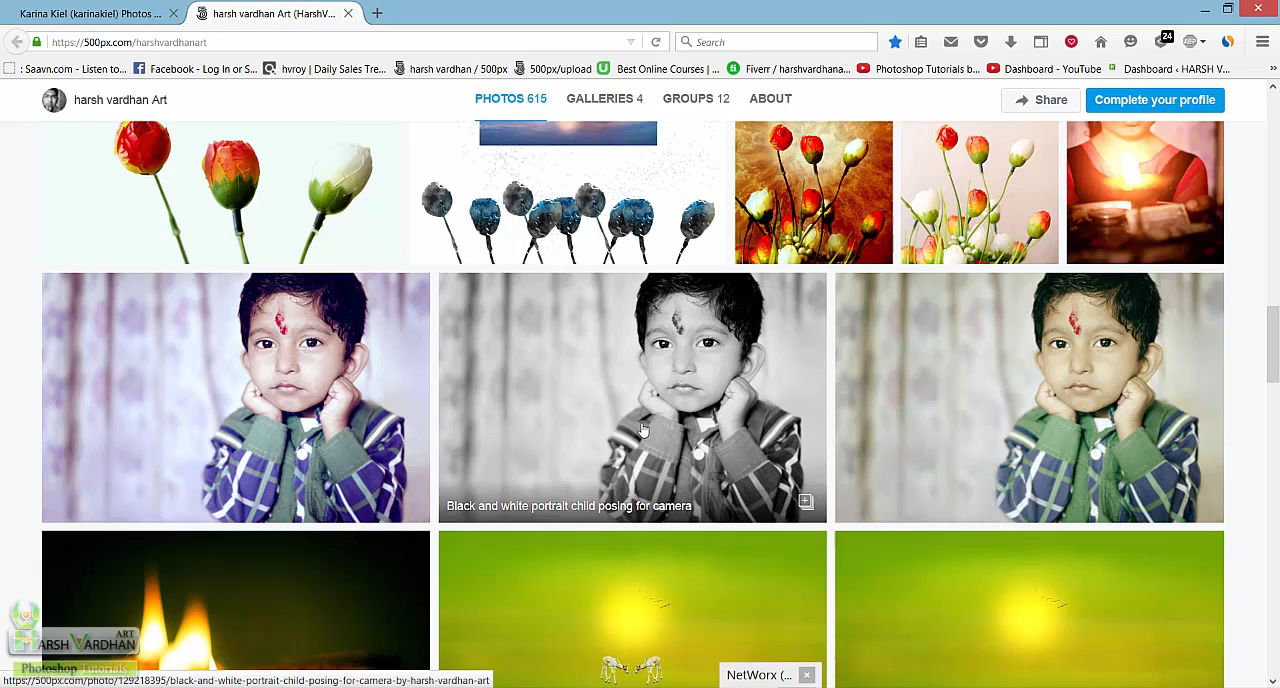 Karina Kiel (karinakiel) Photos ...
harsh vardhan Art (HarshV...
https://500px.com/harshvardhanart
Search
24
ABP
: Saavn.com - Listen to...
Facebook - Log In or S...
hvroy | Daily Sales Tre...
harsh vardhan / 500px
500px/upload
Best Online Courses | ...
Fiverr / harshvardhana...
Photoshop Tutorials b...
Dashboard - YouTube
Dashboard ‹ HARSH V...
harsh vardhan Art
PHOTOS 615
GALLERIES 4
GROUPS 12
ABOUT
Share
Complete your profile
Black and white portrait child posing for camera
ART
HARSH VARDHAN
Photoshop Tutorials
https://500px.com/photo/129218395/black-and-white-portrait-child-posing-for-camera-by-harsh-vardhan-art
NetWorx (...